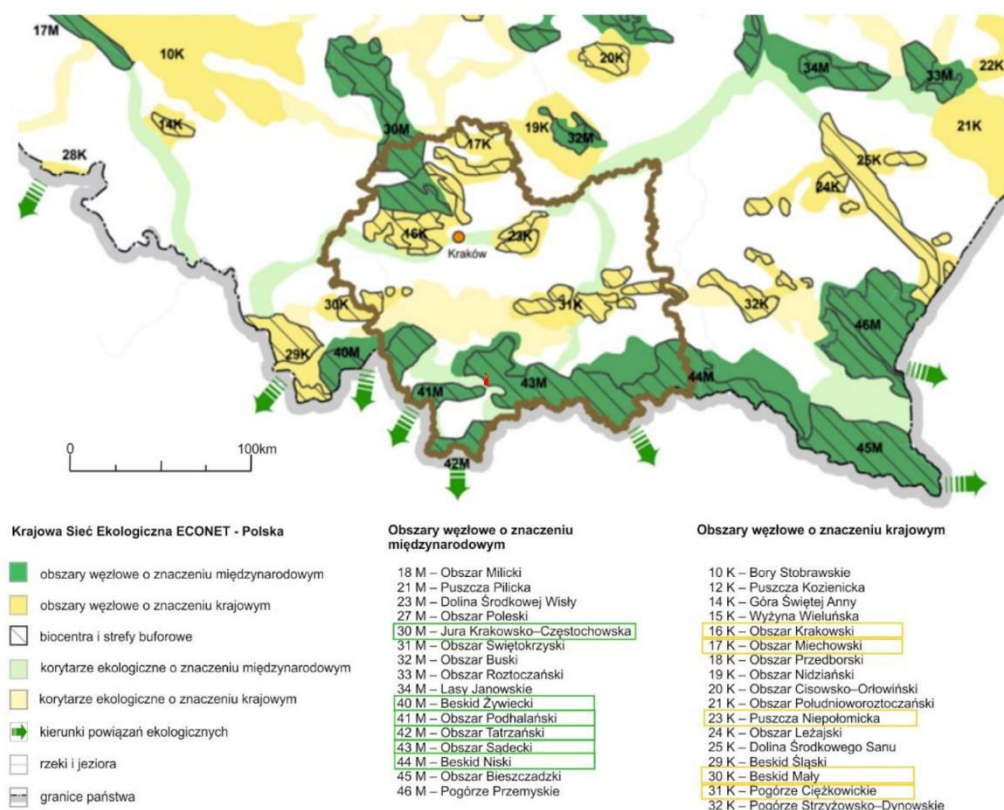 17M
10K
20K
34M
33M
22K
14K
30M
17K
19K
32M
21K
28K
25K
24K
16K
23K
Kraków
30K
31K
32K
46M
29K
40M
41M
43M
44M
0
100km
42M
45M
Krajowa Sieć Ekologiczna ECONET - Polska
obszary węzłowe o znaczeniu międzynarodowym
obszary węzłowe o znaczeniu krajowym
biocentra i strefy buforowe
korytarze ekologiczne o znaczeniu międzynarodowym
korytarze ekologiczne o znaczeniu krajowym
kierunki powiązań ekologicznych
rzeki i jeziora
granice państwa
Obszary węzłowe o znaczeniu
międzynarodowym
18 M – Obszar Milicki
21 M – Puszcza Pilicka
23 M – Dolina Środkowej Wisły
27 M – Obszar Poleski
30 M – Jura Krakowsko–Częstochowska
31 M – Obszar Świętokrzyski
32 M – Obszar Buski
33 M – Obszar Roztoczański
34 M – Lasy Janowskie
40 M – Beskid Żywiecki
41 M – Obszar Podhalański
42 M – Obszar Tatrzański
43 M – Obszar Sądecki
44 M – Beskid Niski
45 M – Obszar Bieszczadzki
46 M – Pogórze Przemyskie
Obszary węzłowe o znaczeniu krajowym
10 K – Bory Stobrawskie
12 K – Puszcza Kozienicka
14 K – Góra Świętej Anny
15 K – Wyżyna Wieluńska
16 K – Obszar Krakowski
17 K – Obszar Miechowski
18 K – Obszar Przedborski
19 K – Obszar Nidziański
20 K – Obszar Cisowsko–Orłowiński
21 K – Obszar Południoworoztoczański
23 K – Puszcza Niepołomicka
24 K – Obszar Leżajski
25 K – Dolina Środkowego Sanu
29 K – Beskid Śląski
30 K – Beskid Mały
31 K – Pogórze Ciężkowickie
32 K – Pogórze Strzyżowsko–Dynowskie